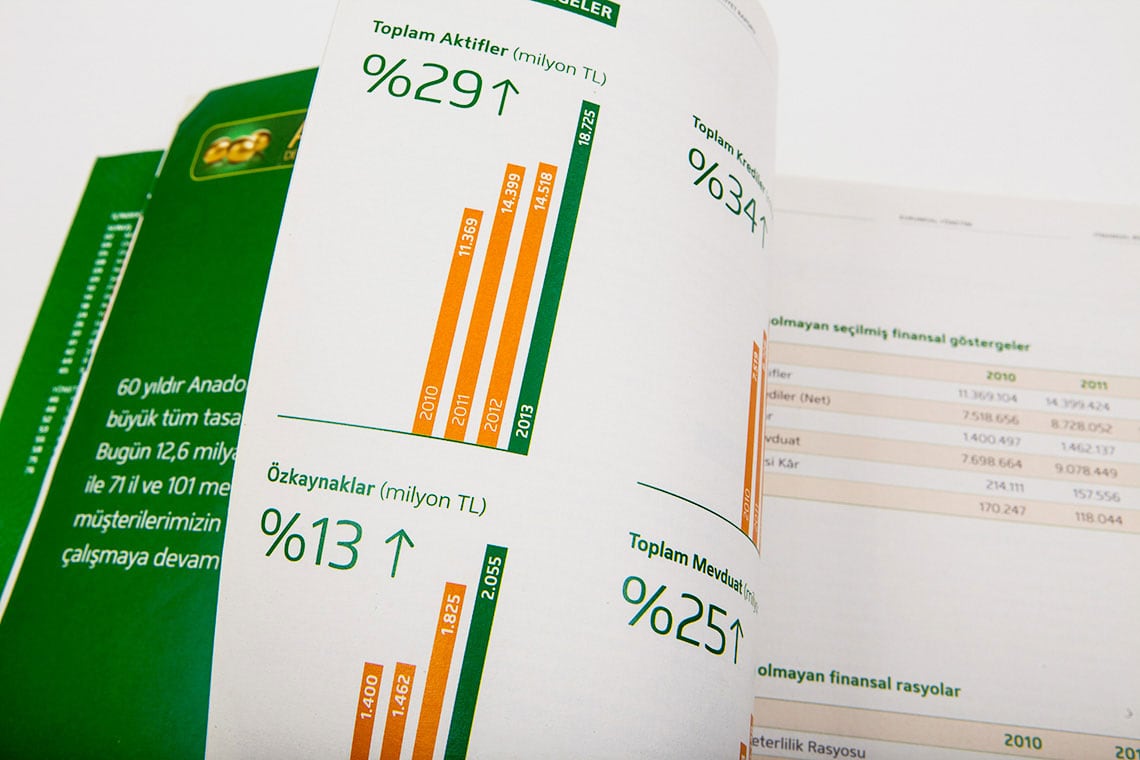 Toplam Aktifler (milyon TL)
%29↑
11.369
14.399
14.518
18.725
2010
2011
2012
2013
Özkaynaklar (milyon TL)
%13 ↑
1.400
1.462
1.825
2.055
Toplam Krediler
%34↑
2010
Toplam Mevduat
%25↑
60 yıldır Anado
büyük tüm tasa
Bugün 12,6 milya
ile 71 il ve 101 me
müşterilerimizin
çalışmaya devam
olmayan seçilmiş finansal göstergeler
2010 2011
ifler 11.369.104 14.399.424
ediler (Net) 7.518.656 8.728.052
1.400.497 1.462.137
vduat 7.698.664 9.078.449
si Kâr 214.111 157.556
170.247 118.044
olmayan finansal rasyolar
2010 201
eterlilik Rasyosu